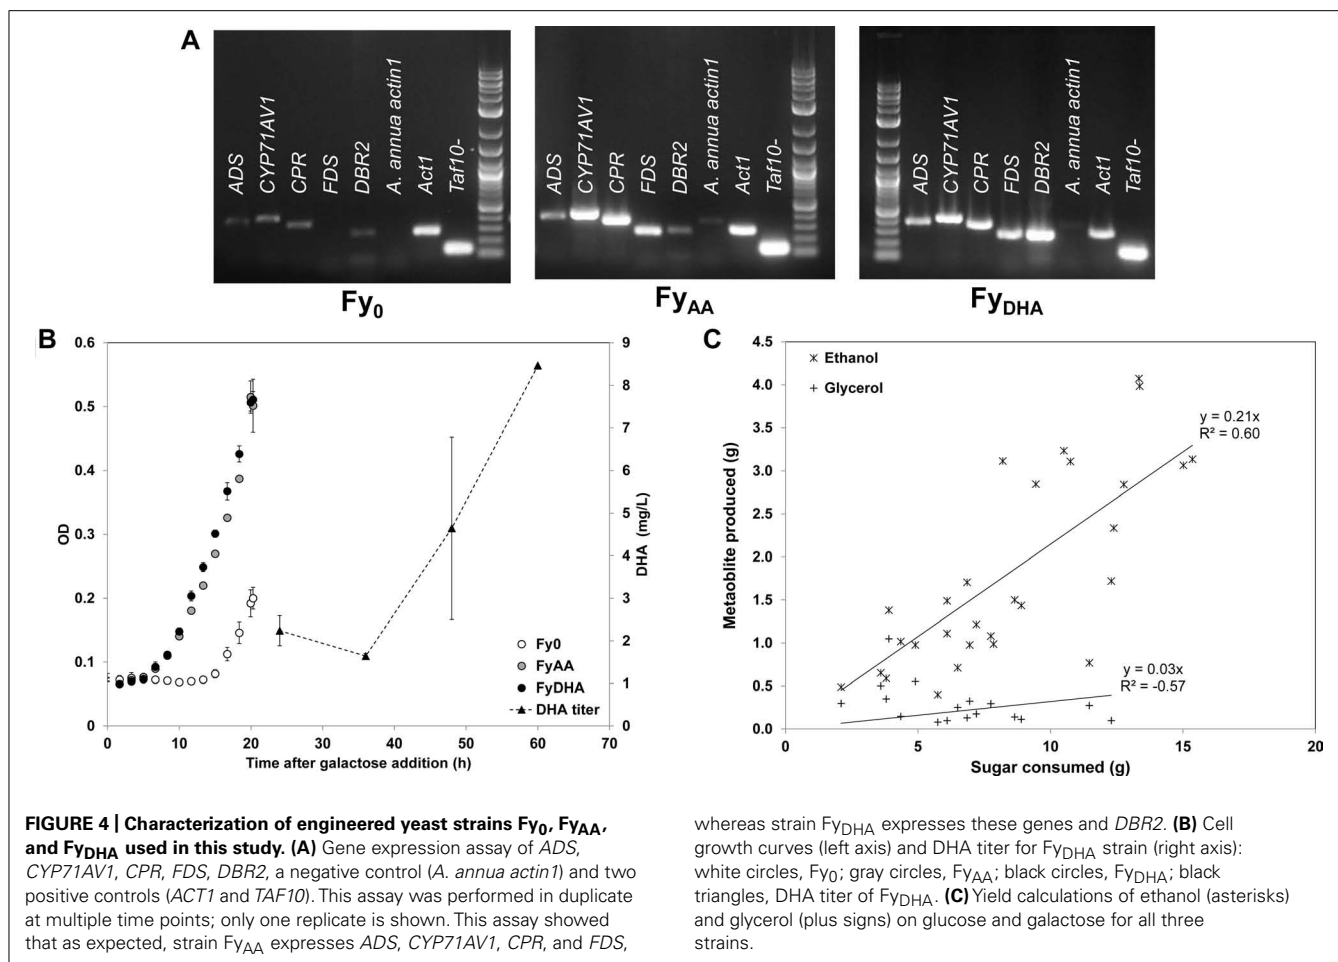 A
ADS
CYP71AV1
CPR
FDS
DBR2
A. annua actin1
Act1
Taf10-
ADS
CYP71AV1
CPR
FDS
DBR2
A. annua actin1
Act1
Taf10-
ADS
CYP71AV1
CPR
FDS
DBR2
A. annua actin1
Act1
Taf10-
Fy0
FyAA
FyDHA
B
0.6
0.5
0.4
0.3
0.2
0.1
0
OD
9
8
7
6
5
4
3
2
1
0
DHA (mg/L)
Fy0
FyAA
FyDHA
DHA titer
0 10 20 30 40 50 60 70
Time after galactose addition (h)
C
4.5
4.0
3.5
3.0
2.5
2.0
1.5
1.0
0.5
0.0
Metaoblite produced (g)
Ethanol
Glycerol
y = 0.21x
R² = 0.60
y = 0.03x
R² = -0.57
0 5 10 15 20
Sugar consumed (g)
FIGURE 4 | Characterization of engineered yeast strains Fy0, FyAA,
and FyDHA used in this study. (A) Gene expression assay of ADS,
CYP71AV1, CPR, FDS, DBR2, a negative control (A. annua actin1) and two
positive controls (ACT1 and TAF10). This assay was performed in duplicate
at multiple time points; only one replicate is shown. This assay showed
that as expected, strain FyAA expresses ADS, CYP71AV1, CPR, and FDS,
whereas strain FyDHA expresses these genes and DBR2. (B) Cell
growth curves (left axis) and DHA titer for FyDHA strain (right axis):
white circles, Fy0; gray circles, FyAA; black circles, FyDHA; black
triangles, DHA titer of FyDHA. (C) Yield calculations of ethanol (asterisks)
and glycerol (plus signs) on glucose and galactose for all three
strains.